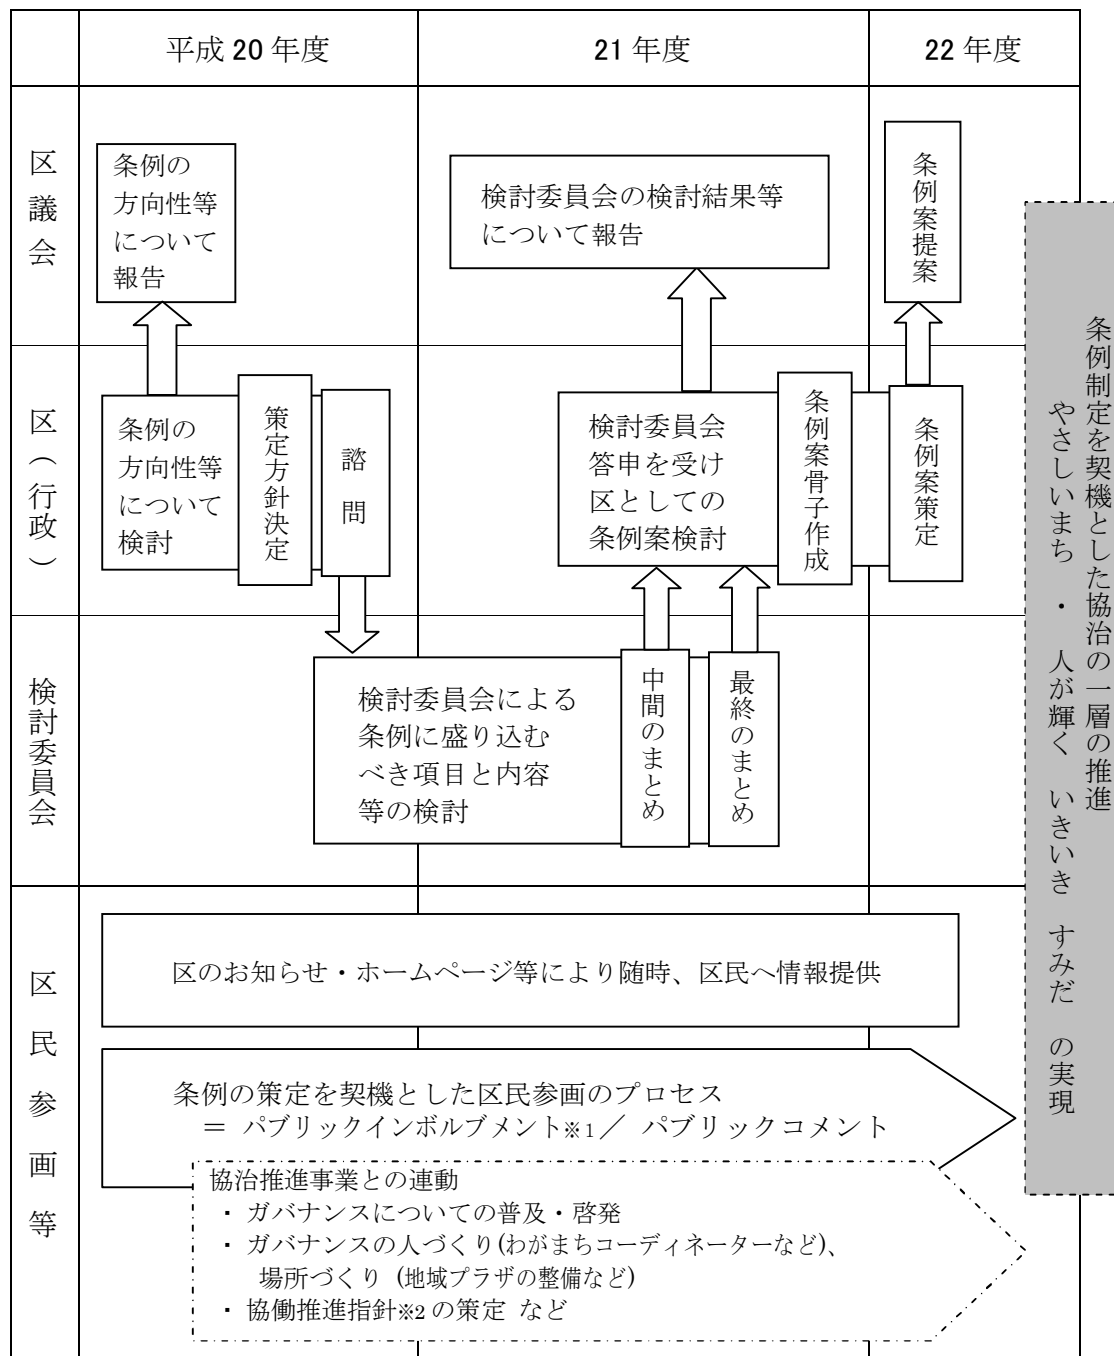 平成 20 年度
21 年度
22 年度
区議会
条例の
方向性等
について
報告
検討委員会の検討結果等
について報告
条例案提案
区（行政）
条例の
方向性等
について
検討
策定方針決定
諮問
検討委員会
答申を受け
区としての
条例案検討
条例案骨子作成
条例案策定
検討委員会
検討委員会による
条例に盛り込む
べき項目と内容
等の検討
中間のまとめ
最終のまとめ
区民参画等
区のお知らせ・ホームページ等により随時、区民へ情報提供
条例の策定を契機とした区民参画のプロセス
＝ パブリックインボルブメント※1／ パブリックコメント
協治推進事業との連動
・ ガバナンスについての普及・啓発
・ ガバナンスの人づくり(わがまちコーディネーターなど)、
場所づくり (地域プラザの整備など)
・ 協働推進指針※2 の策定 など
条例制定を契機とした協治の一層の推進
やさしいまち ・ 人が輝く いきいき すみだ の実現